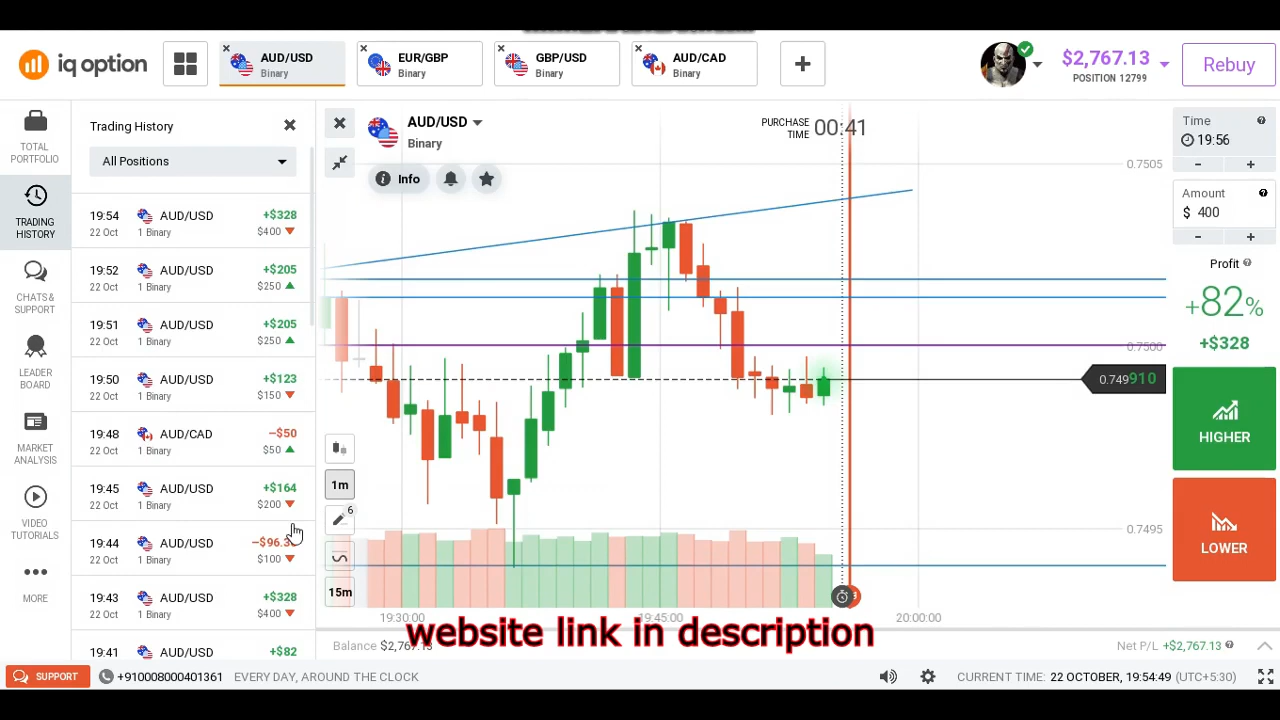 iq option
AUD/USD
Binary
EUR/GBP
Binary
GBP/USD
Binary
AUD/CAD
Binary
$2,767.13
POSITION 12799
Rebuy
TOTAL
PORTFOLIO
TRADING
HISTORY
CHATS &
SUPPORT
LEADER
BOARD
MARKET
ANALYSIS
VIDEO
TUTORIALS
MORE
Trading History
All Positions
19:54 AUD/USD +$328
22 Oct 1 Binary $400
19:52 AUD/USD +$205
22 Oct 1 Binary $250
19:51 AUD/USD +$205
22 Oct 1 Binary $250
19:50 AUD/USD +$123
22 Oct 1 Binary $150
19:48 AUD/CAD −$50
22 Oct 1 Binary $50
19:45 AUD/USD +$164
22 Oct 1 Binary $200
19:44 AUD/USD
22 Oct 1 Binary $100
19:43 AUD/USD +$328
22 Oct 1 Binary $400
19:41 AUD/USD +$82
AUD/USD
Binary
Info
PURCHASE
TIME
00:41
0.7505
0.7500
0.749910
0.7495
1m
6
15m
19:30:00
19:45:00
20:00:00
website link in description
Time
19:56
- +
Amount
$ 400
- +
Profit
+82%
+$328
HIGHER
LOWER
Balance $2,767.13
Net P/L +$2,767.13
SUPPORT
+910008000401361
EVERY DAY, AROUND THE CLOCK
CURRENT TIME: 22 OCTOBER, 19:54:49 (UTC+5:30)